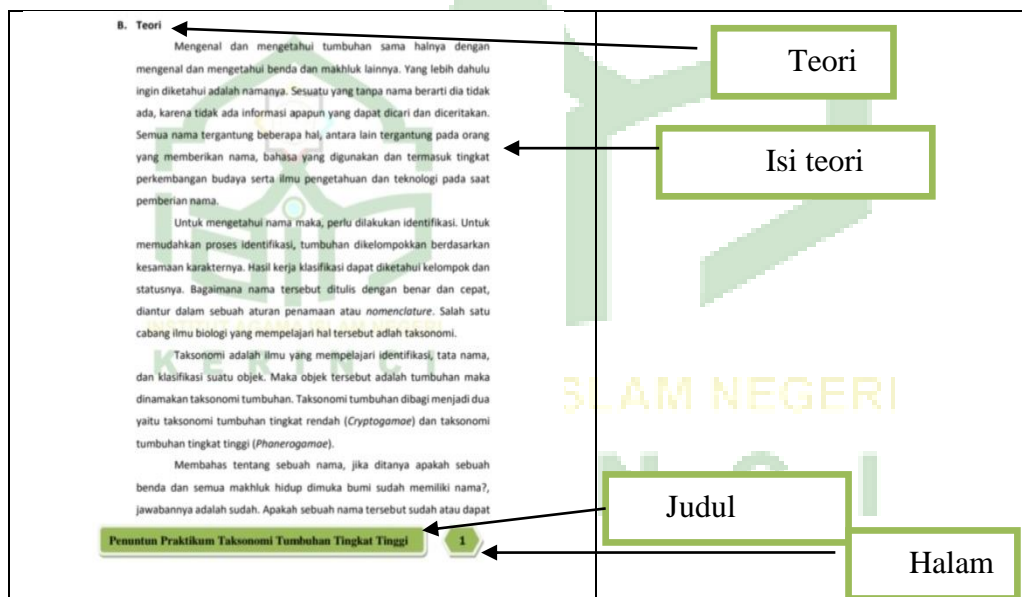 B. Teori
Mengenal dan mengetahui tumbuhan sama halnya dengan
mengenal dan mengetahui benda dan makhluk lainnya. Yang lebih dahulu
ingin diketahui adalah namanya. Sesuatu yang tanpa nama berarti dia tidak
ada, karena tidak ada informasi apapun yang dapat dicari dan diceritakan.
Semua nama tergantung beberapa hal, antara lain tergantung pada orang
yang memberikan nama, bahasa yang digunakan dan termasuk tingkat
perkembangan budaya serta ilmu pengetahuan dan teknologi pada saat
pemberian nama.
Untuk mengetahui nama maka, perlu dilakukan identifikasi. Untuk
memudahkan proses identifikasi, tumbuhan dikelompokkan berdasarkan
kesamaan karakternya. Hasil kerja klasifikasi dapat diketahui kelompok dan
statusnya. Bagaimana nama tersebut ditulis dengan benar dan cepat,
diantur dalam sebuah aturan penamaan atau nomenclature. Salah satu
cabang ilmu biologi yang mempelajari hal tersebut adlah taksonomi.
Taksonomi adalah ilmu yang mempelajari identifikasi, tata nama,
dan klasifikasi suatu objek. Maka objek tersebut adalah tumbuhan maka
dinamakan taksonomi tumbuhan. Taksonomi tumbuhan dibagi menjadi dua
yaitu taksonomi tumbuhan tingkat rendah (Cryptogamae) dan taksonomi
tumbuhan tingkat tinggi (Phanerogamae).
Membahas tentang sebuah nama, jika ditanya apakah sebuah
benda dan semua makhluk hidup dimuka bumi sudah memiliki nama?,
jawabannya adalah sudah. Apakah sebuah nama tersebut sudah atau dapat
Penuntun Praktikum Taksonomi Tumbuhan Tingkat Tinggi
1
INSTITUT AGAMA ISLAM NEGERI
KERINCI
Teori
Isi teori
SLAM NEGERI
Judul
Halam